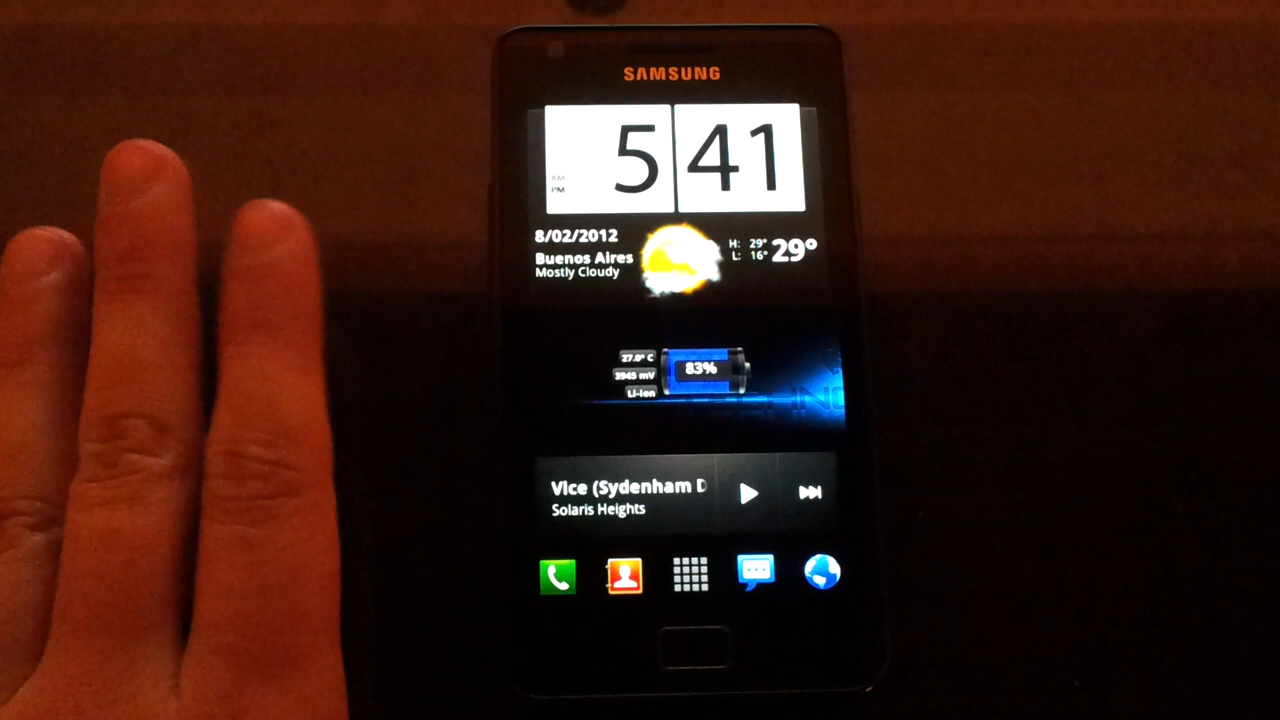 SAMSUNG
5 41
AM
PM
8/02/2012
Buenos Aires
Mostly Cloudy
H: 29°
L: 16°
29°
27.0° C
3945 mV
Li-Ion
83%
Vice (Sydenham D
Solaris Heights